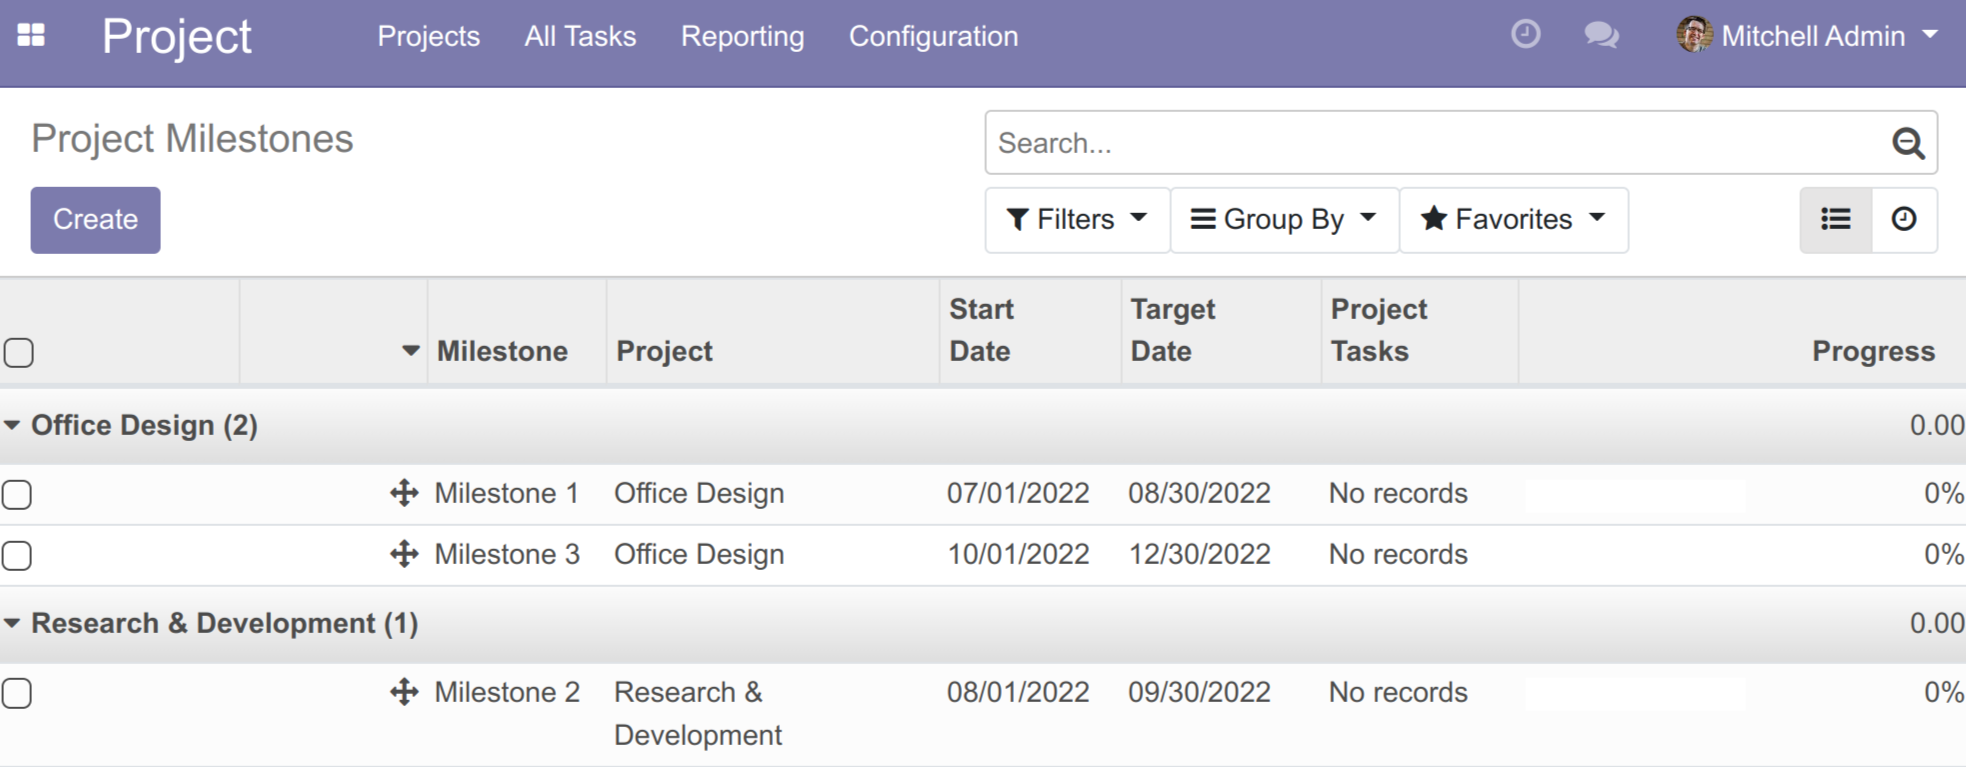 Project Projects All Tasks Reporting Configuration Mitchell Admin
Project Milestones
Search...
Create Filters Group By Favorites
Milestone Project Start Date Target Date Project Tasks Progress
Office Design (2) 0.00
Milestone 1 Office Design 07/01/2022 08/30/2022 No records 0%
Milestone 3 Office Design 10/01/2022 12/30/2022 No records 0%
Research & Development (1) 0.00
Milestone 2 Research & Development 08/01/2022 09/30/2022 No records 0%